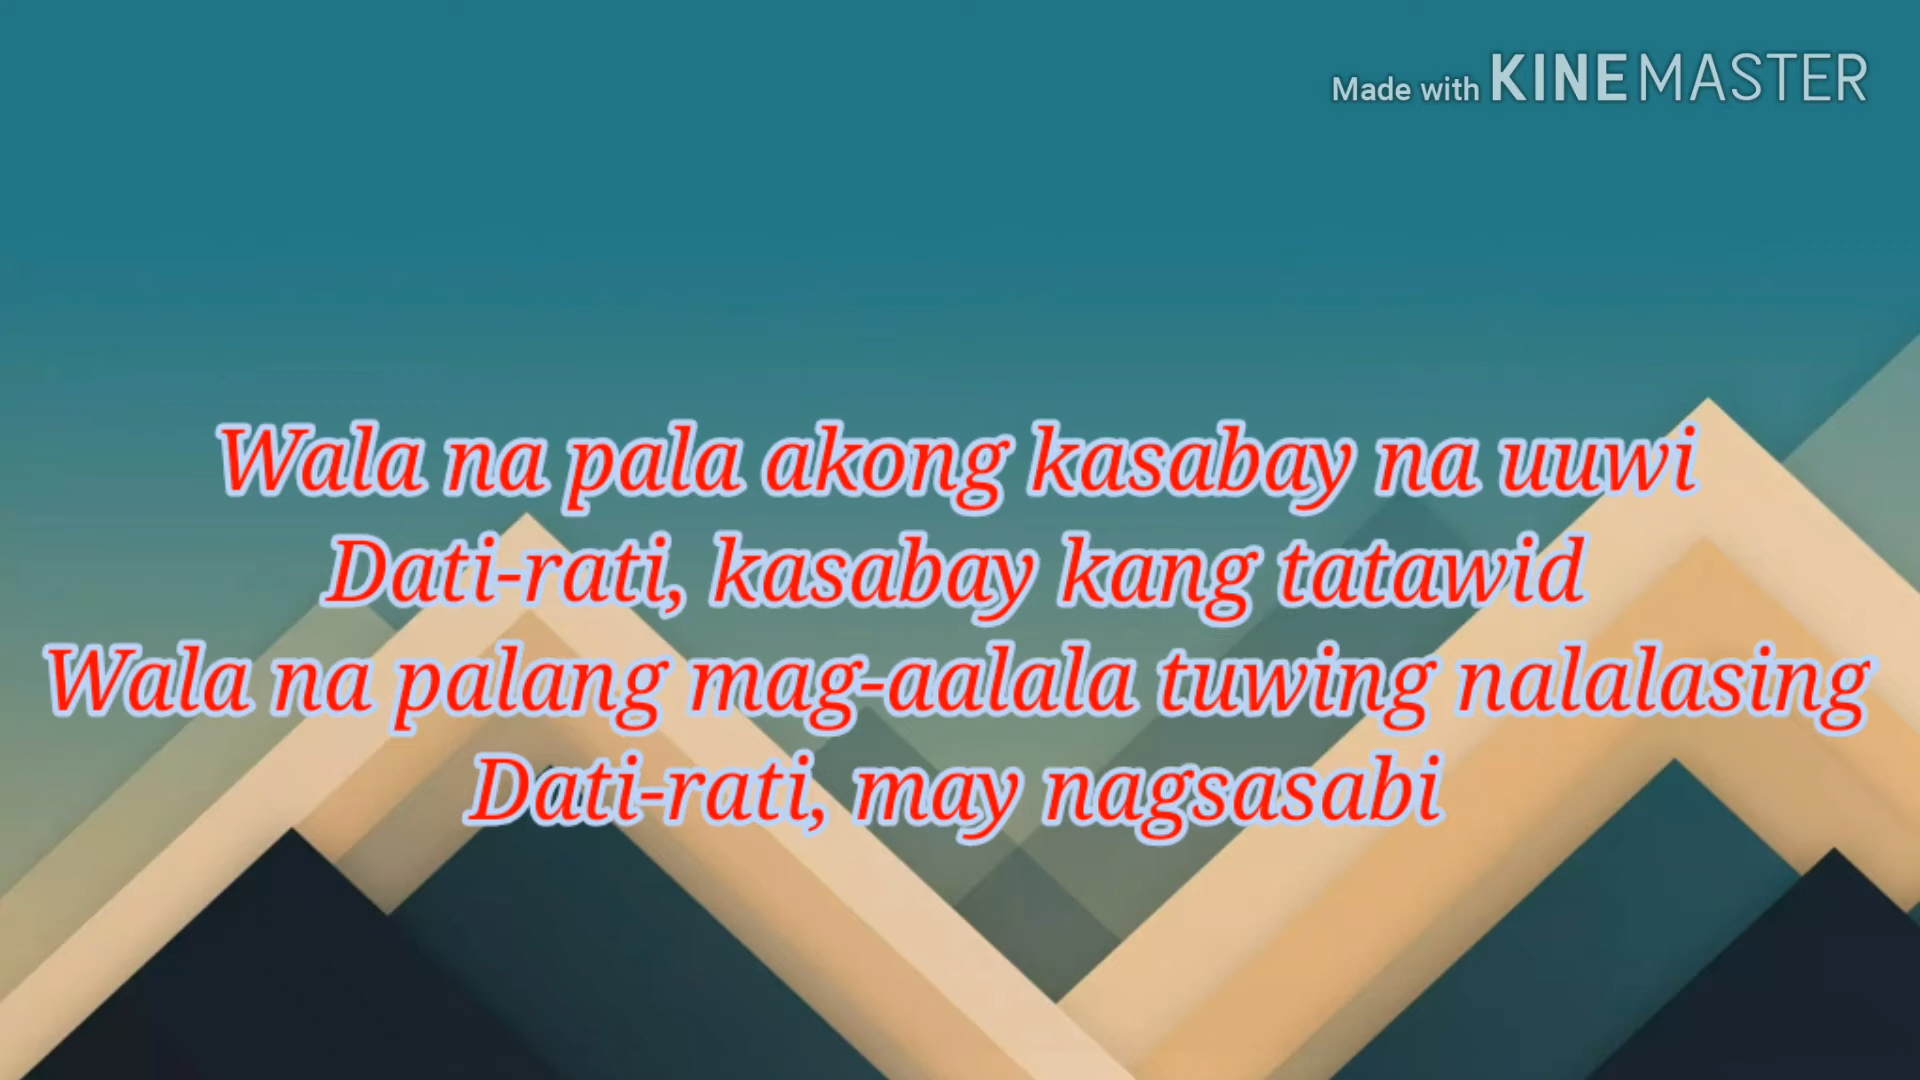 Made with KINEMASTER
Wala na pala akong kasabay na uuwi
Dati-rati, kasabay kang tatawid
Wala na palang mag-aalala tuwing nalalasing
Dati-rati, may nagsasabi